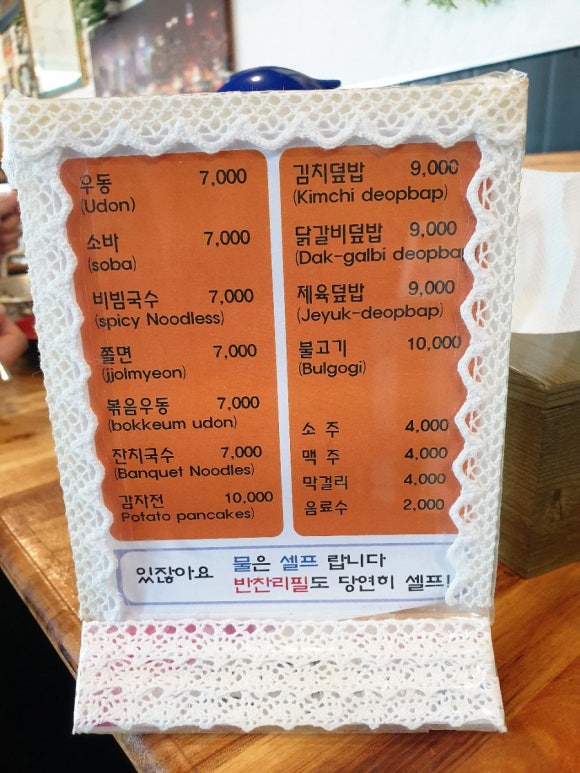 우동 7,000
(Udon)
소바 7,000
(soba)
비빔국수 7,000
(spicy Noodless)
쫄면 7,000
(jjolmyeon)
볶음우동 7,000
(bokkeum udon)
잔치국수 7,000
(Banquet Noodles)
감자전 10,000
Potato pancakes)
김치덮밥 9,000
(Kimchi deopbap)
닭갈비덮밥 9,000
(Dak-galbi deopbap
제육덮밥 9,000
(Jeyuk-deopbap)
불고기 10,000
(Bulgogi)
소 주 4,000
맥 주 4,000
막걸리 4,000
음료수 2,000
있잖아요 물은 셀프 랍니다
반찬리필도 당연히 셀프!